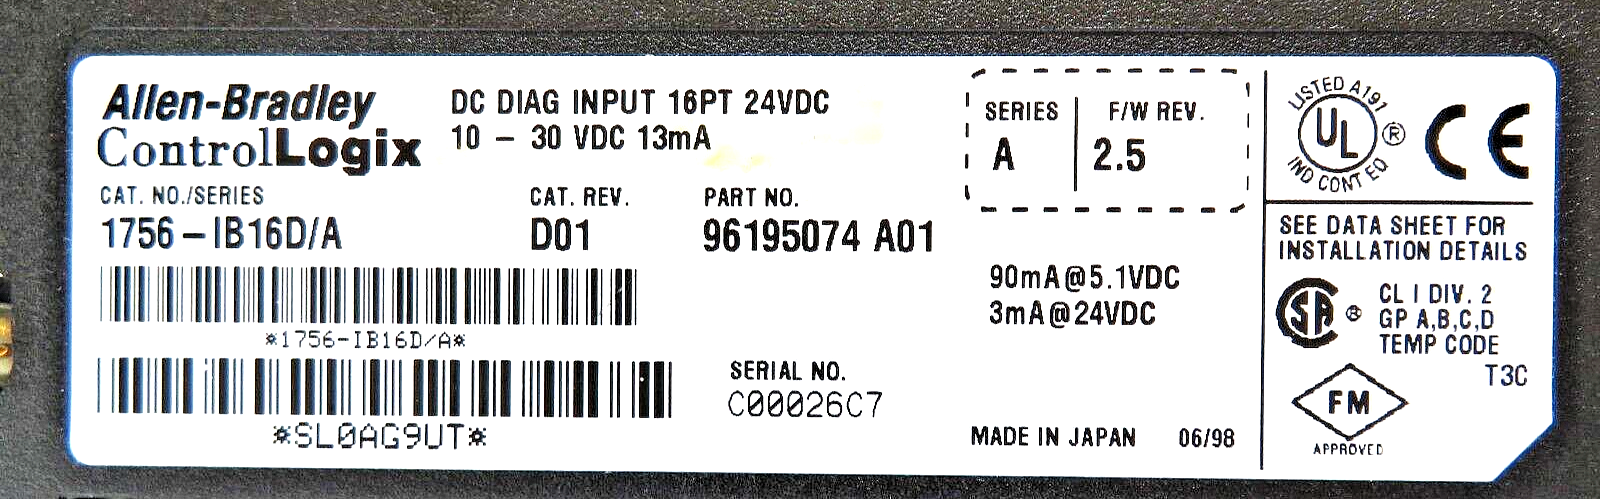 Allen-Bradley
ControlLogix
DC DIAG INPUT 16PT 24VDC
10 – 30 VDC 13mA
SERIES
A
F/W REV.
2.5
LISTED A191
UL ®
IND CONT EQ
CE
CAT. NO./SERIES
1756–IB16D/A
CAT. REV.
D01
PART NO.
96195074 A01
*1756-IB16D/A*
90mA@5.1VDC
3mA@24VDC
SEE DATA SHEET FOR
INSTALLATION DETAILS
SA ®
CL I DIV. 2
GP A,B,C,D
TEMP CODE
T3C
*SL0AG9UT*
SERIAL NO.
C00026C7
MADE IN JAPAN 06/98
FM
APPROVED